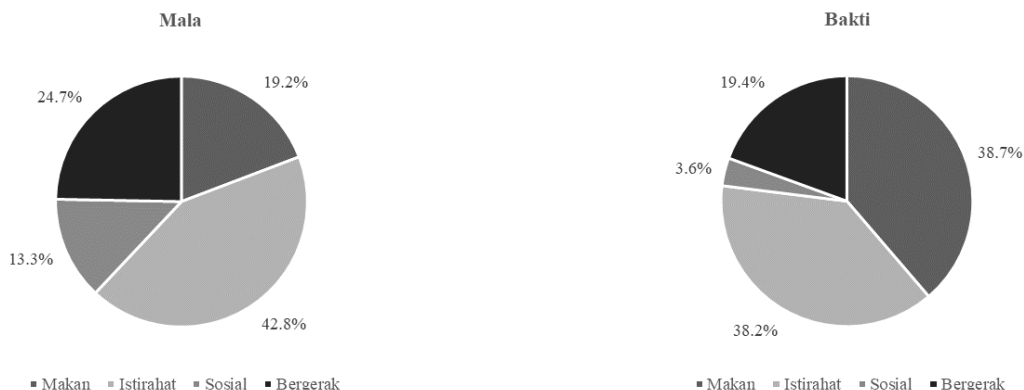 Mala
24.7%
19.2%
13.3%
42.8%
Makan Istirahat Sosial Bergerak
Bakti
19.4%
38.7%
3.6%
38.2%
Makan Istirahat Sosial Bergerak